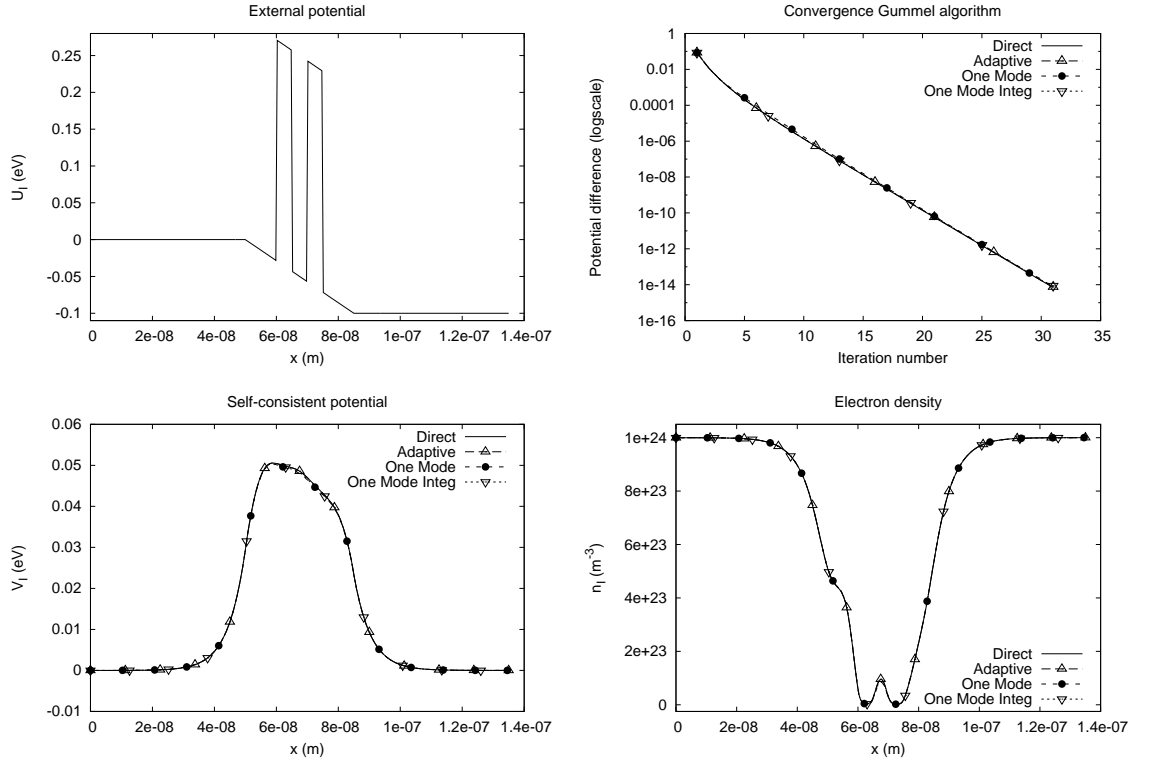 External potential
U_I (eV)
0.25
0.2
0.15
0.1
0.05
0
-0.05
-0.1
0 2e-08 4e-08 6e-08 8e-08 1e-07 1.2e-07 1.4e-07
x (m)
Convergence Gummel algorithm
Potential difference (logscale)
1
0.01
0.0001
1e-06
1e-08
1e-10
1e-12
1e-14
1e-16
Direct
Adaptive
One Mode
One Mode Integ
0 5 10 15 20 25 30 35
Iteration number
Self-consistent potential
V_I (eV)
0.06
0.05
0.04
0.03
0.02
0.01
0
-0.01
Direct
Adaptive
One Mode
One Mode Integ
0 2e-08 4e-08 6e-08 8e-08 1e-07 1.2e-07 1.4e-07
x (m)
Electron density
n_I (m^-3)
1e+24
8e+23
6e+23
4e+23
2e+23
0
Direct
Adaptive
One Mode
One Mode Integ
0 2e-08 4e-08 6e-08 8e-08 1e-07 1.2e-07 1.4e-07
x (m)